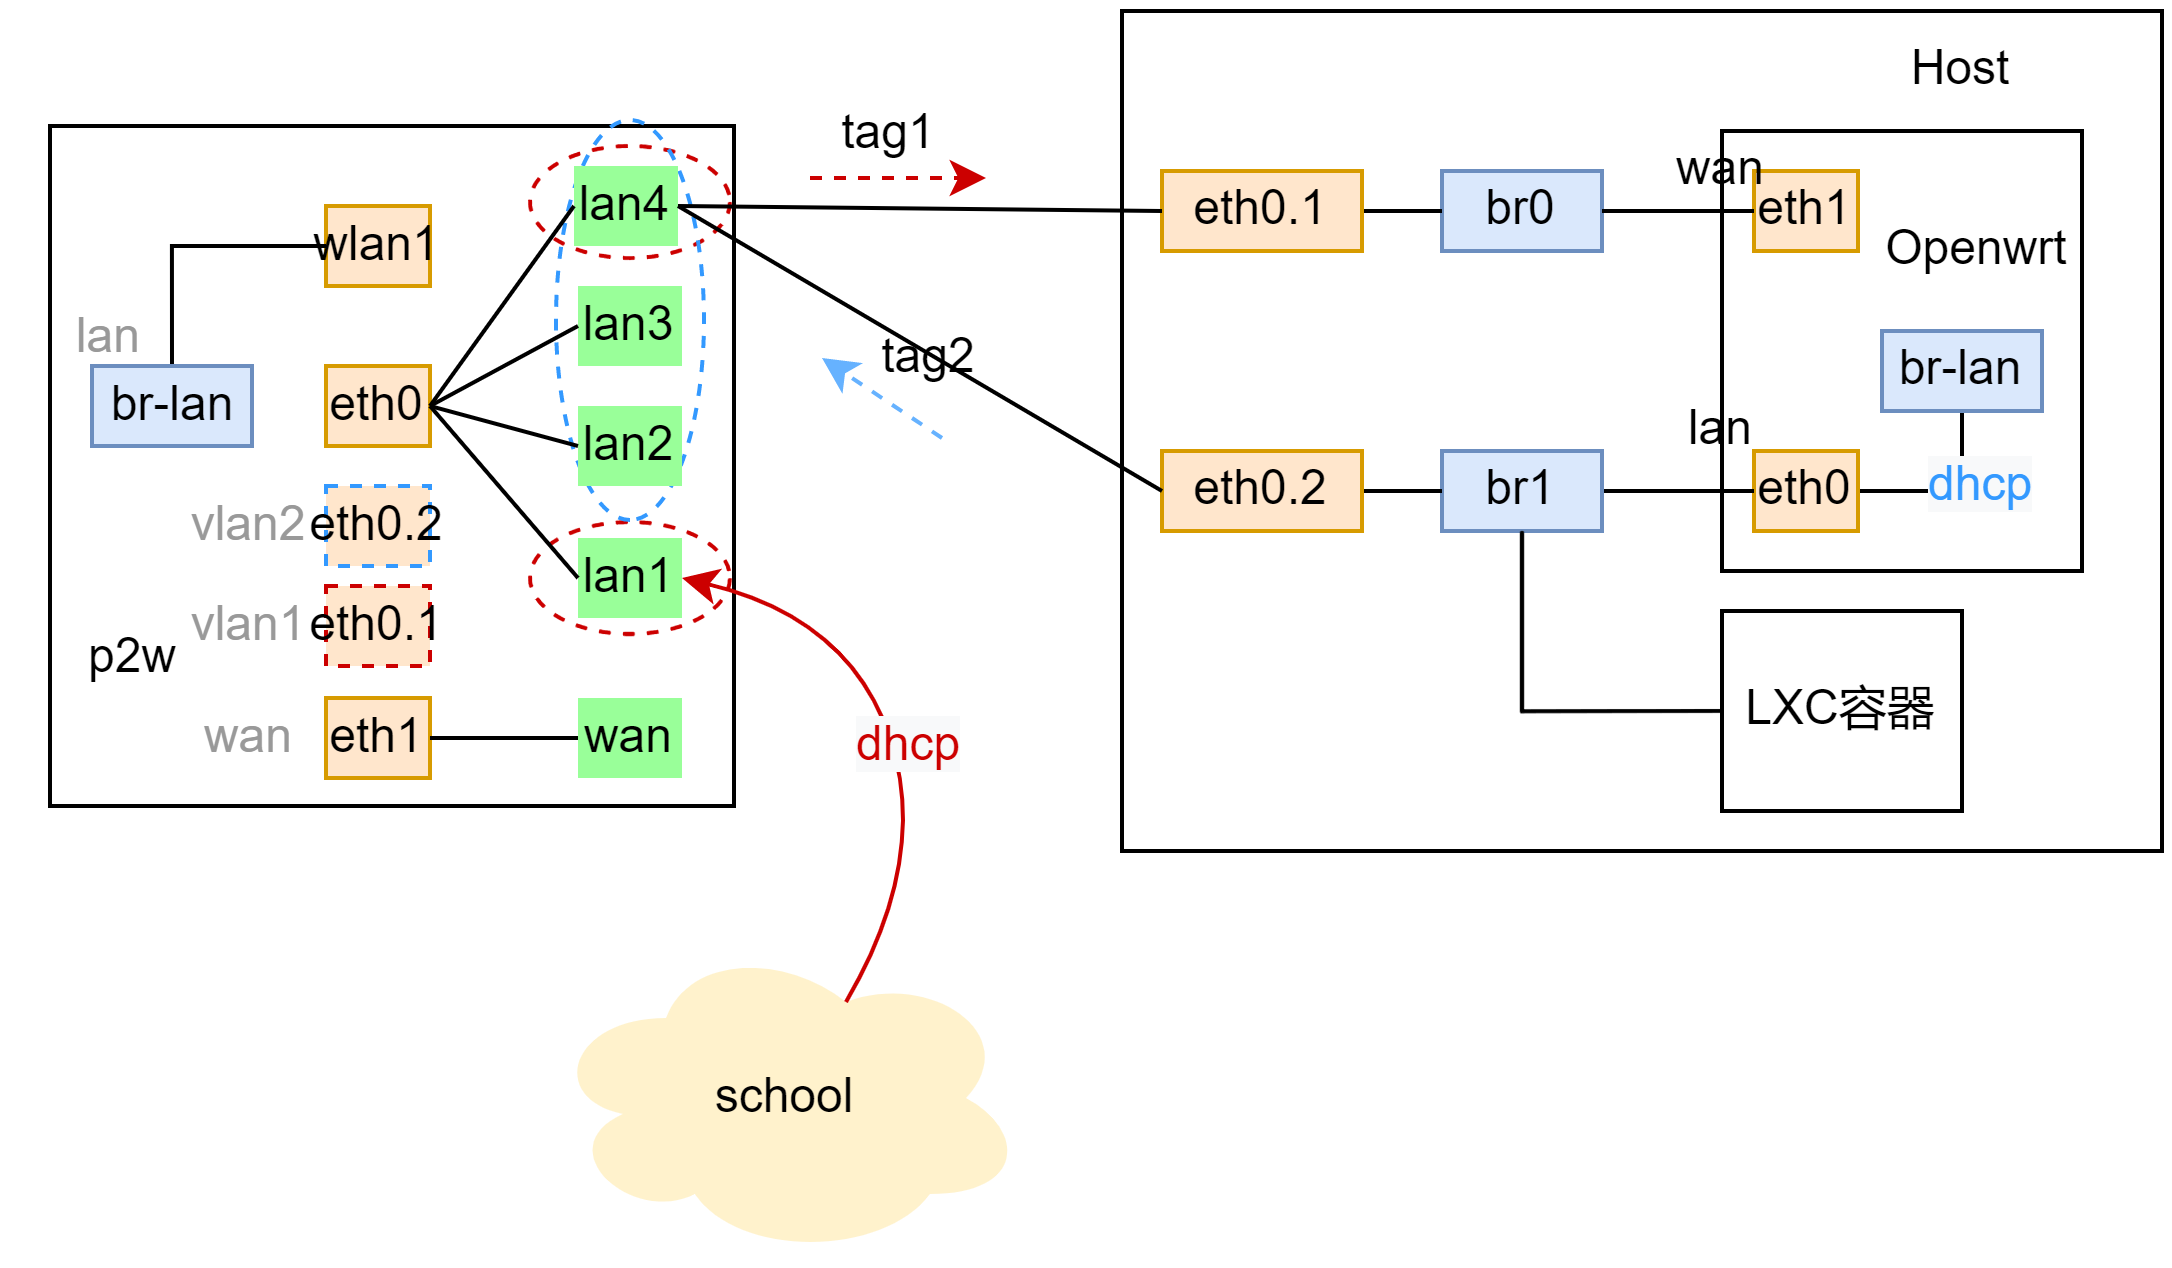 Host
tag1
lan4
wan
eth0.1
br0
eth1
wlan1
Openwrt
lan
lan3
tag2
br-lan
br-lan
eth0
lan2
lan
eth0.2
br1
eth0
dhcp
vlan2
eth0.2
lan1
vlan1
eth0.1
p2w
LXC容器
wan
eth1
wan
dhcp
school